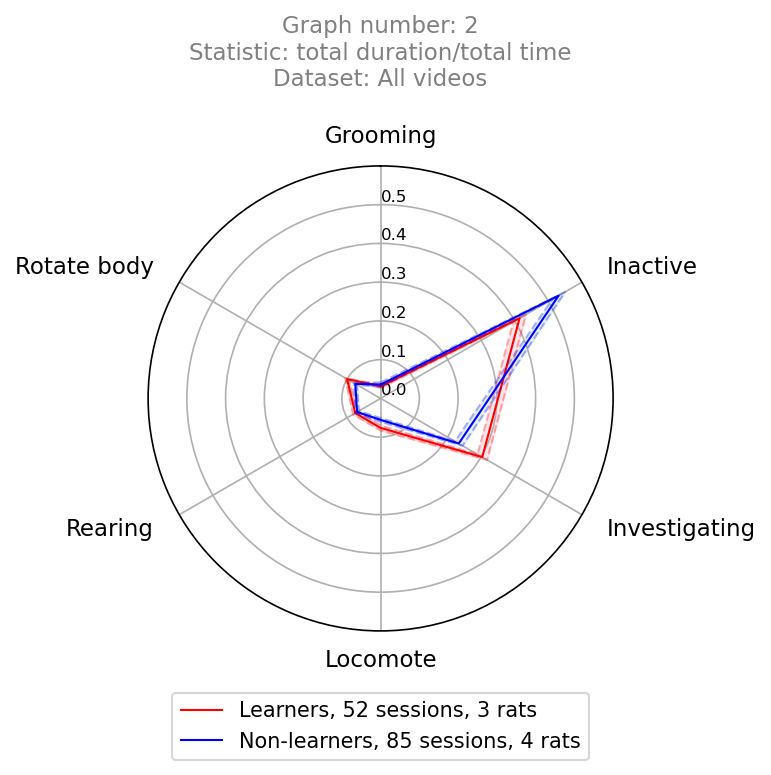 Graph number: 2
Statistic: total duration/total time
Dataset: All videos
Grooming
0.5
0.4
0.3
0.2
0.1
0.0
Rotate body
Inactive
Rearing
Investigating
Locomote
Learners, 52 sessions, 3 rats
Non-learners, 85 sessions, 4 rats